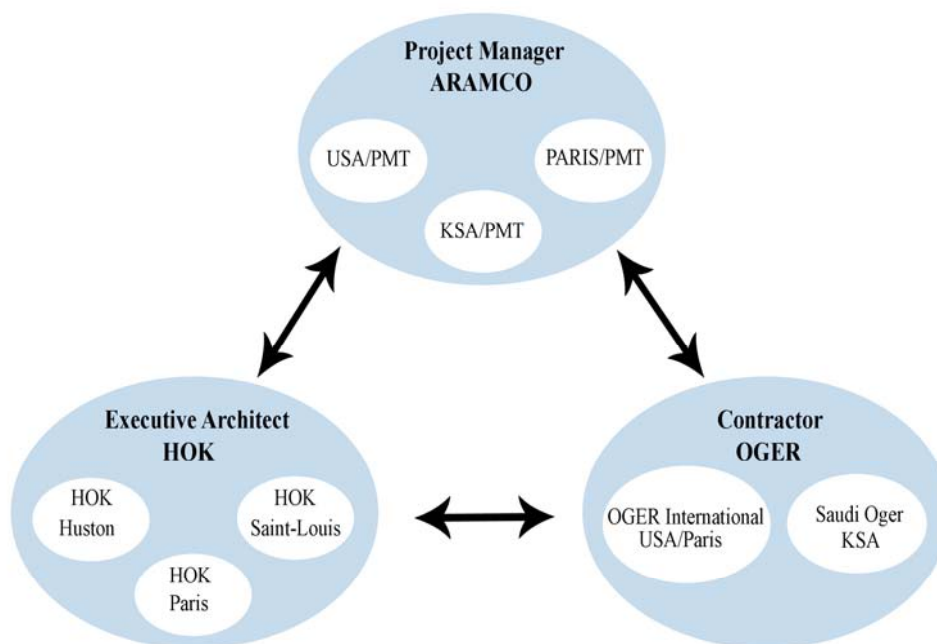 Project Manager
ARAMCO
USA/PMT
PARIS/PMT
KSA/PMT
Executive Architect
HOK
HOK
Huston
HOK
Saint-Louis
HOK
Paris
Contractor
OGER
OGER International
USA/Paris
Saudi Oger
KSA